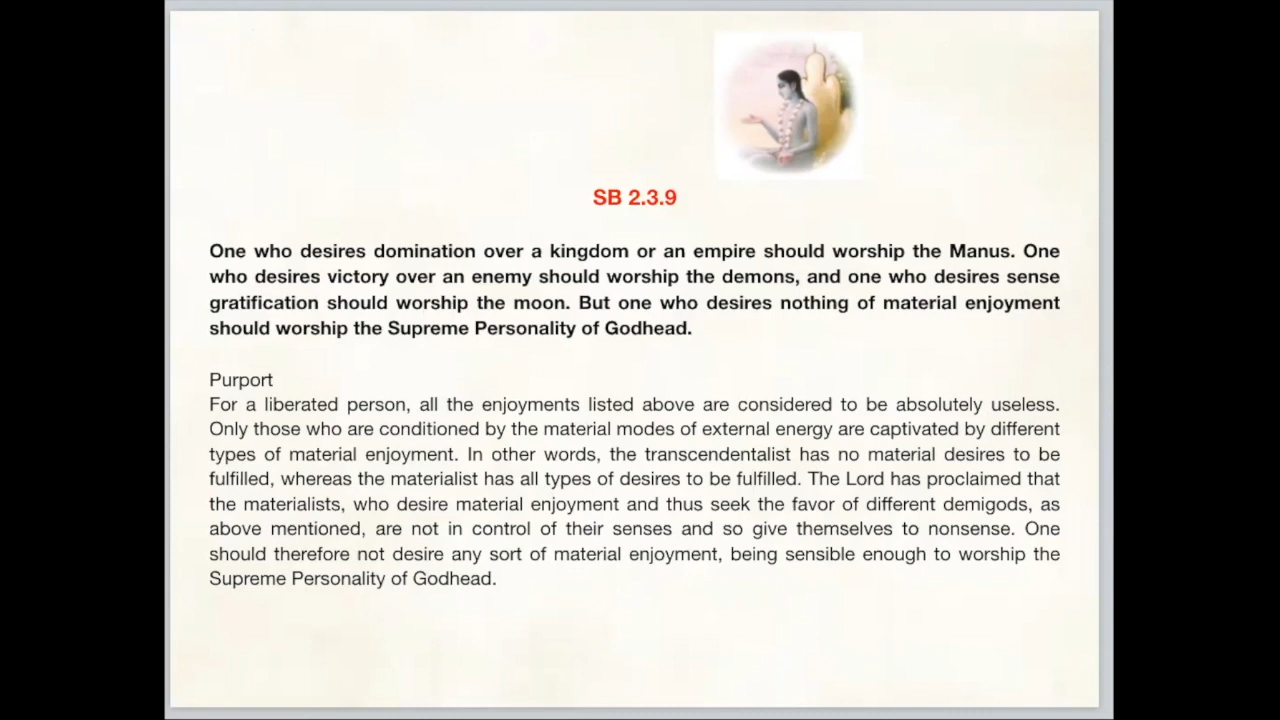 SB 2.3.9
One who desires domination over a kingdom or an empire should worship the Manus. One
who desires victory over an enemy should worship the demons, and one who desires sense
gratification should worship the moon. But one who desires nothing of material enjoyment
should worship the Supreme Personality of Godhead.
Purport
For a liberated person, all the enjoyments listed above are considered to be absolutely useless.
Only those who are conditioned by the material modes of external energy are captivated by different
types of material enjoyment. In other words, the transcendentalist has no material desires to be
fulfilled, whereas the materialist has all types of desires to be fulfilled. The Lord has proclaimed that
the materialists, who desire material enjoyment and thus seek the favor of different demigods, as
above mentioned, are not in control of their senses and so give themselves to nonsense. One
should therefore not desire any sort of material enjoyment, being sensible enough to worship the
Supreme Personality of Godhead.